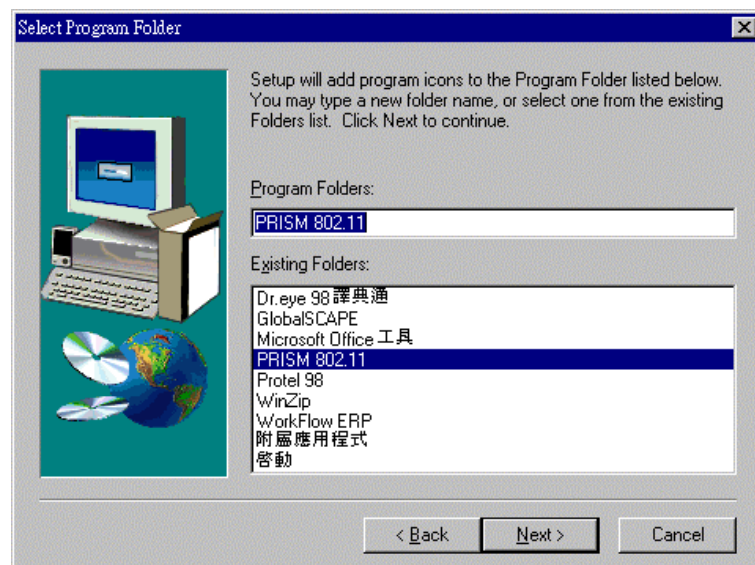 Select Program Folder
Setup will add program icons to the Program Folder listed below.
You may type a new folder name, or select one from the existing
Folders list.  Click Next to continue.
Program Folders:
PRISM 802.11
Existing Folders:
Dr.eye 98 譯典通
GlobalSCAPE
Microsoft Office 工具
PRISM 802.11
Protel 98
WinZip
WorkFlow ERP
附屬應用程式
啓動
< Back
Next >
Cancel